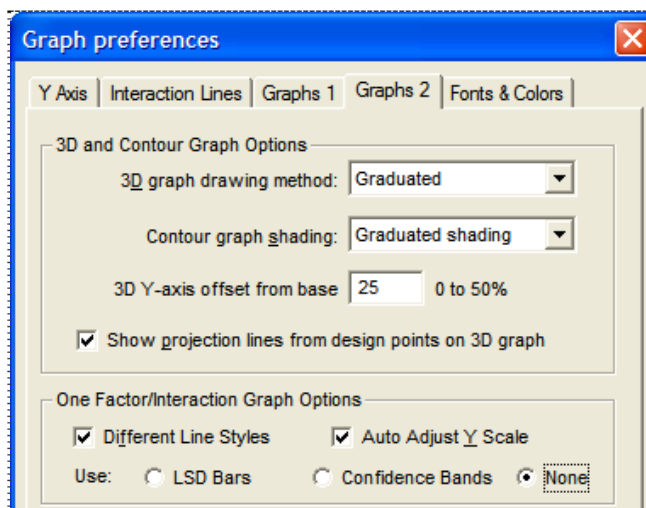 Graph preferences
Y Axis Interaction Lines Graphs 1 Graphs 2 Fonts & Colors
3D and Contour Graph Options
3D graph drawing method: Graduated
Contour graph shading: Graduated shading
3D Y-axis offset from base 25 0 to 50%
Show projection lines from design points on 3D graph
One Factor/Interaction Graph Options
Different Line Styles Auto Adjust Y Scale
Use: LSD Bars Confidence Bands None